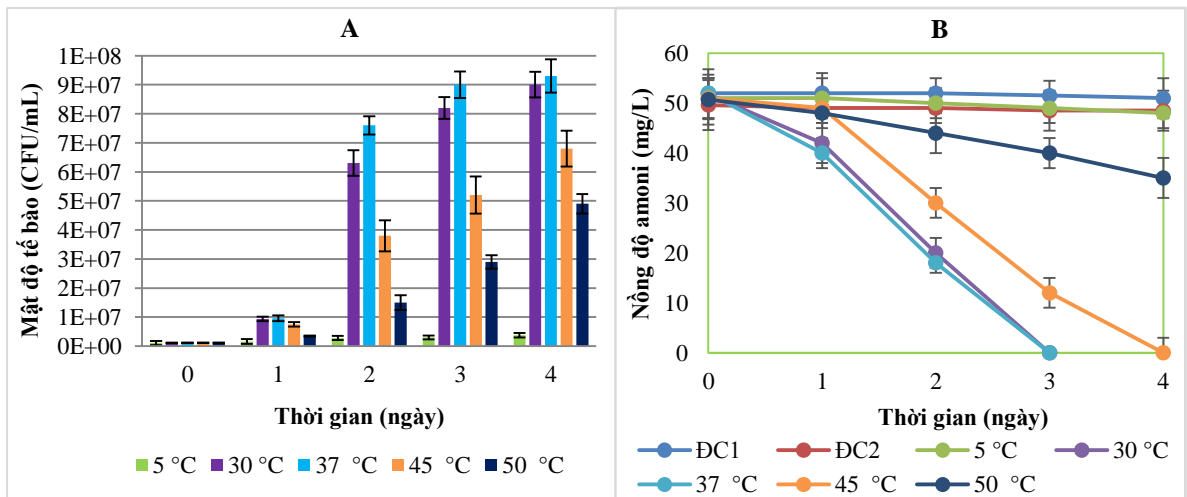 A
Mật độ tế bào (CFU/mL)
1E+08
9E+07
8E+07
7E+07
6E+07
5E+07
4E+07
3E+07
2E+07
1E+07
0E+00
0 1 2 3 4
Thời gian (ngày)
5 °C 30 °C 37 °C 45 °C 50 °C
B
Nồng độ amoni (mg/L)
60
50
40
30
20
10
0
0 1 2 3 4
Thời gian (ngày)
ĐC1 ĐC2 5 °C 30 °C
37 °C 45 °C 50 °C